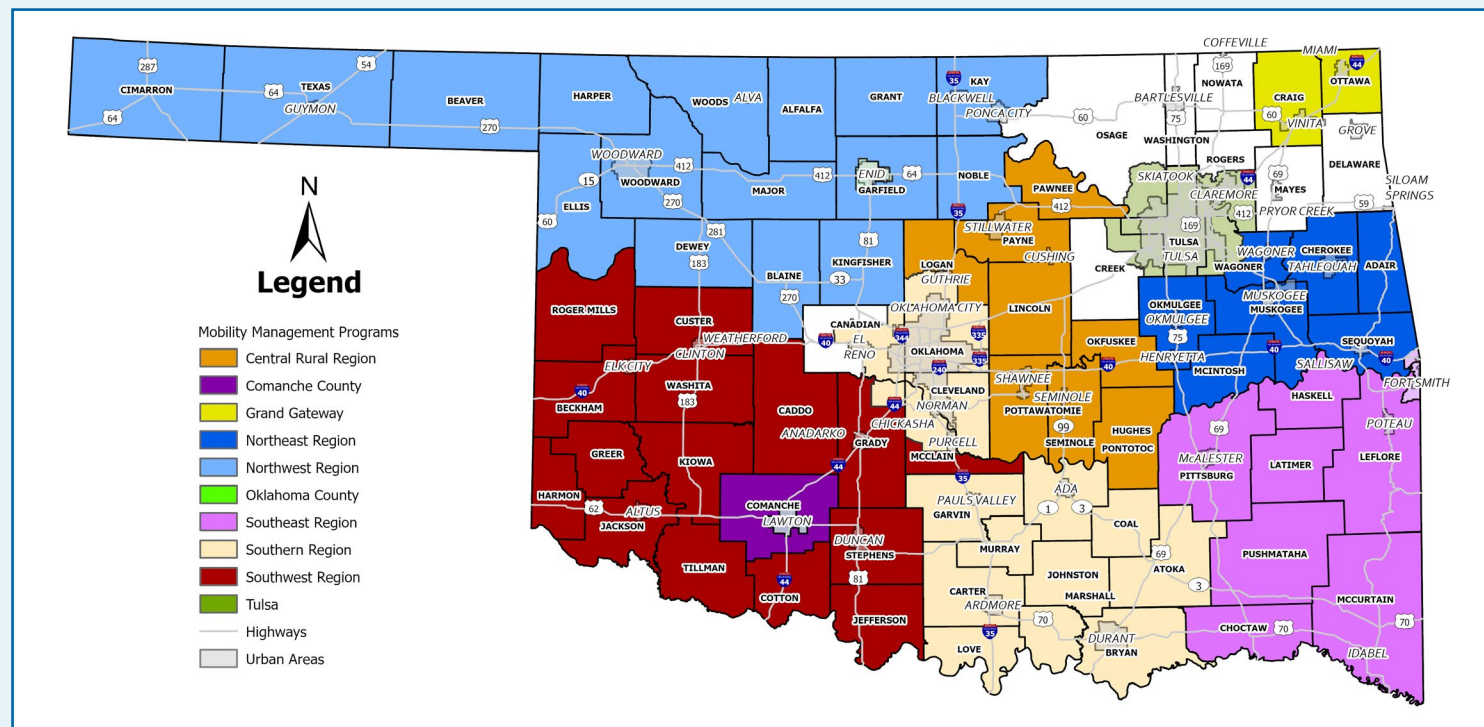 N
Legend
Mobility Management Programs
Central Rural Region
Comanche County
Grand Gateway
Northeast Region
Northwest Region
Oklahoma County
Southeast Region
Southern Region
Southwest Region
Tulsa
Highways
Urban Areas
COFFEVILLE
MIAMI
287
54
169
44
CIMARRON
TEXAS
35
KAY
NOWATA
OTTAWA
64
GUYMON
BEAVER
HARPER
WOODS
ALVA
ALFALFA
GRANT
BLACKWELL
BARTLESVILLE
CRAIG
64
PONCA CITY
60
75
60
VINITA
270
OSAGE
WASHINGTON
GROVE
WOODWARD
412
ENID
ROGERS
DELAWARE
15
WOODWARD
MAJOR
412
GARFIELD
64
NOBLE
PAWNEE
SKIATOOK
44
69
MAYES
SILOAM
SPRINGS
ELLIS
270
412
CLAREMORE
412
PRYOR CREEK
59
60
281
35
STILLWATER
169
DEWEY
81
PAYNE
TULSA
WAGONER
CHEROKEE
183
BLAINE
KINGFISHER
LOGAN
CUSHING
TULSA
WAGONER
TAHLEQUAH
ADAIR
33
GUTHRIE
CREEK
270
MUSKOGEE
ROGER MILLS
OKLAHOMA CITY
LINCOLN
OKMULGEE
MUSKOGEE
CUSTER
CANADIAN
OKMULGEE
WEATHERFORD
EL
RENO
344
335
OKFUSKEE
75
SEQUOYAH
CLINTON
40
OKLAHOMA
335
HENRYETTA
40
40
ELK CITY
240
40
MCINTOSH
SALLISAW
WASHITA
SHAWNEE
FORT SMITH
40
183
CLEVELAND
SEMINOLE
HASKELL
BECKHAM
CADDO
44
NORMAN
POTTAWATOMIE
POTEAU
CHICKASHA
99
69
ANADARKO
PURCELL
SEMINOLE
HUGHES
GRADY
MCCLAIN
PONTOTOC
McALESTER
LEFLORE
GREER
KIOWA
44
PITTSBURG
LATIMER
35
ADA
HARMON
COMANCHE
PAULS VALLEY
62
ALTUS
LAWTON
GARVIN
1
3
JACKSON
COAL
DUNCAN
STEPHENS
MURRAY
69
PUSHMATAHA
TILLMAN
JOHNSTON
ATOKA
44
81
CARTER
3
COTTON
MARSHALL
MCCURTAIN
ARDMORE
JEFFERSON
70
CHOCTAW
70
70
35
DURANT
LOVE
BRYAN
IDABEL